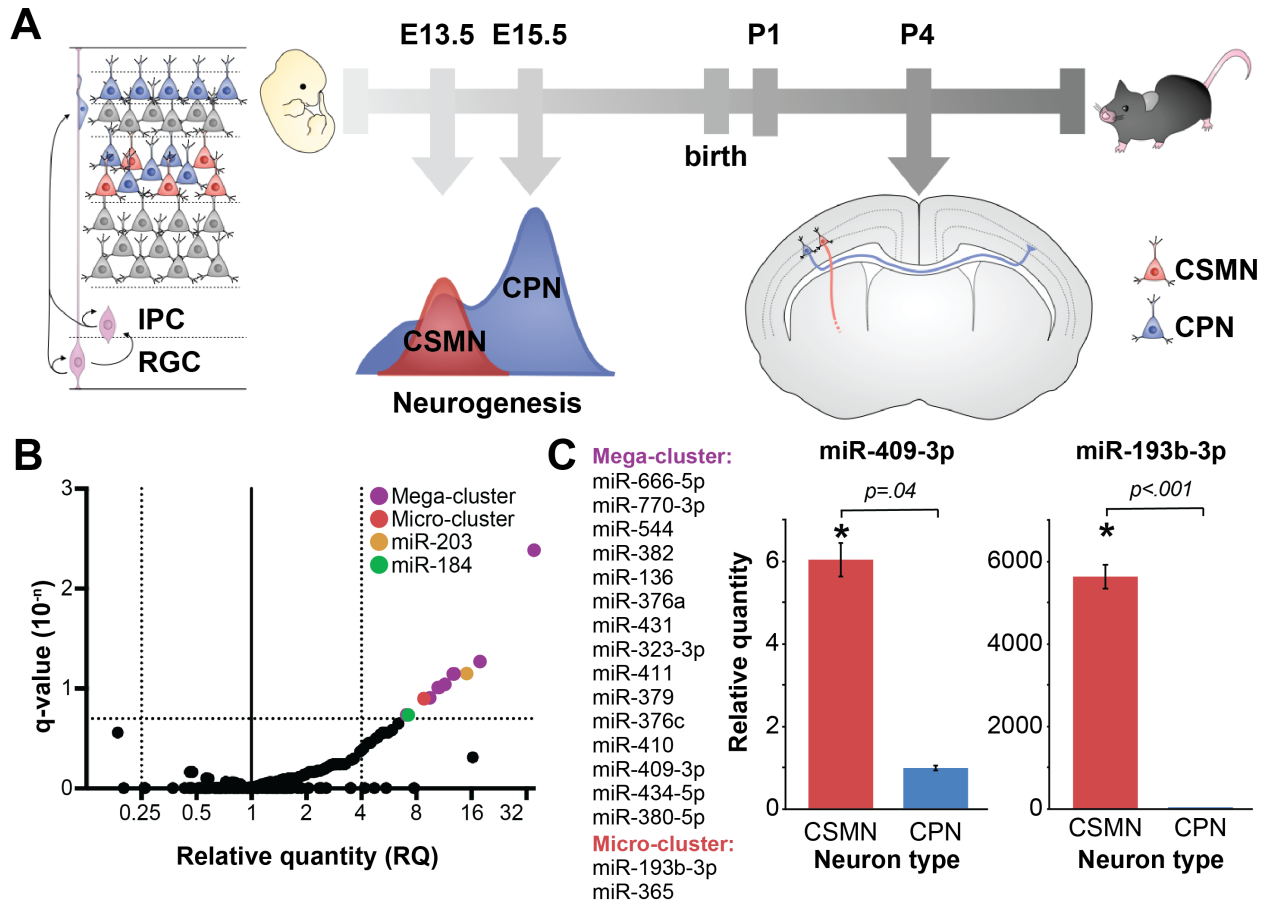 A
E13.5 E15.5 P1 P4
birth
IPC
RGC
CPN
CSMN
Neurogenesis
CSMN
CPN
B
q-value (10⁻ⁿ)
3
2
1
0
Mega-cluster
Micro-cluster
miR-203
miR-184
0.25 0.5 1 2 4 8 16 32
Relative quantity (RQ)
C
Mega-cluster:
miR-666-5p
miR-770-3p
miR-544
miR-382
miR-136
miR-376a
miR-431
miR-323-3p
miR-411
miR-379
miR-376c
miR-410
miR-409-3p
miR-434-5p
miR-380-5p
Micro-cluster:
miR-193b-3p
miR-365
miR-409-3p
p=.04
*
Relative quantity
6
4
2
0
CSMN CPN
Neuron type
miR-193b-3p
p<.001
*
6000
4000
2000
0
CSMN CPN
Neuron type